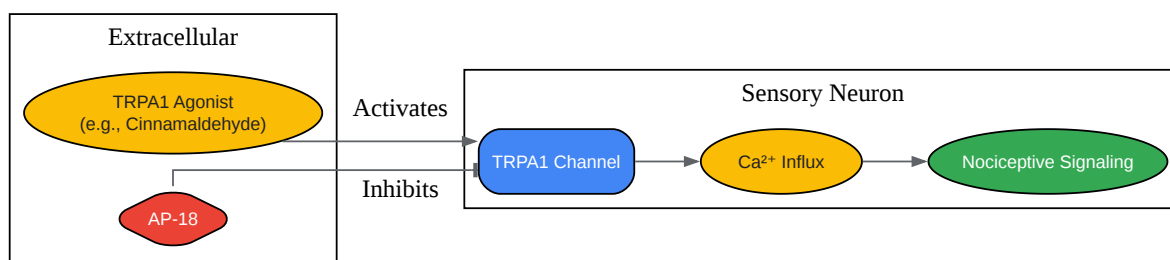 Extracellular
TRPA1 Agonist
(e.g., Cinnamaldehyde)
AP-18
Activates
Inhibits
Sensory Neuron
TRPA1 Channel
Ca²⁺ Influx
Nociceptive Signaling